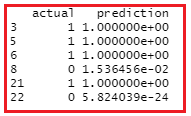 actual prediction
3 1 1.000000e+00
5 1 1.000000e+00
6 1 1.000000e+00
8 0 1.536456e-02
21 1 1.000000e+00
22 0 5.824039e-24